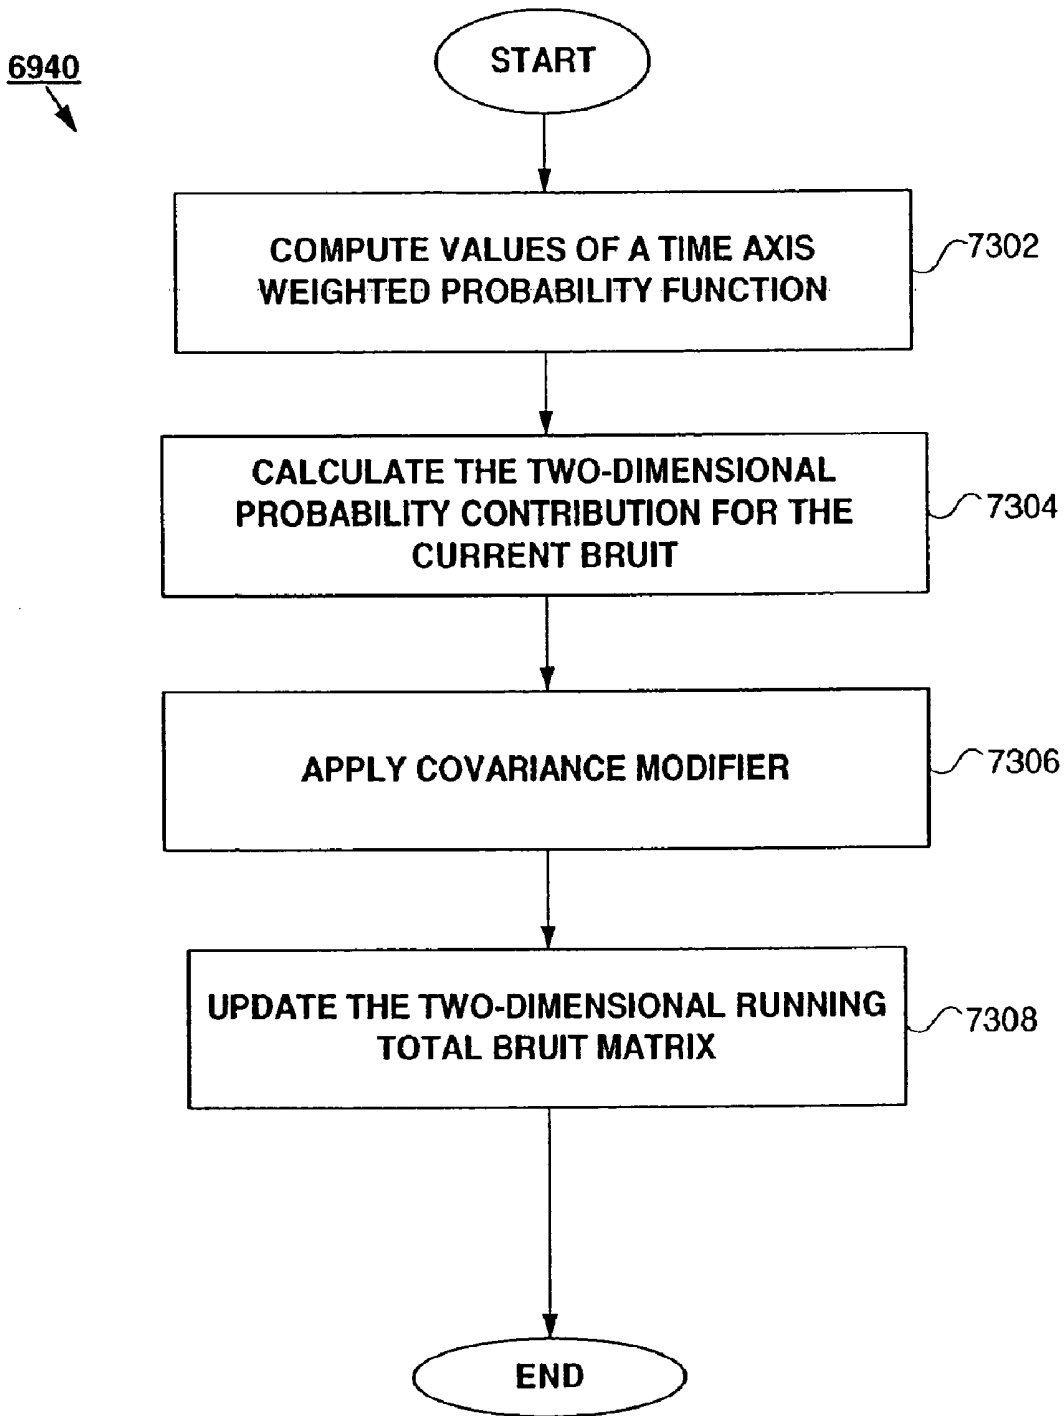 6940
START
COMPUTE VALUES OF A TIME AXIS
WEIGHTED PROBABILITY FUNCTION
7302
CALCULATE THE TWO-DIMENSIONAL
PROBABILITY CONTRIBUTION FOR THE
CURRENT BRUIT
7304
APPLY COVARIANCE MODIFIER
7306
UPDATE THE TWO-DIMENSIONAL RUNNING
TOTAL BRUIT MATRIX
7308
END